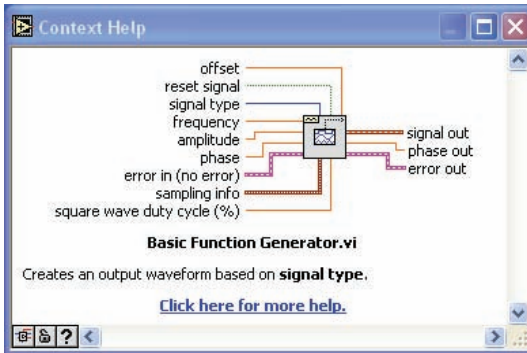 Context Help
offset
reset signal
signal type
frequency
amplitude
phase
error in (no error)
sampling info
square wave duty cycle (%)
signal out
phase out
error out
Basic Function Generator.vi
Creates an output waveform based on signal type.
Click here for more help.
?